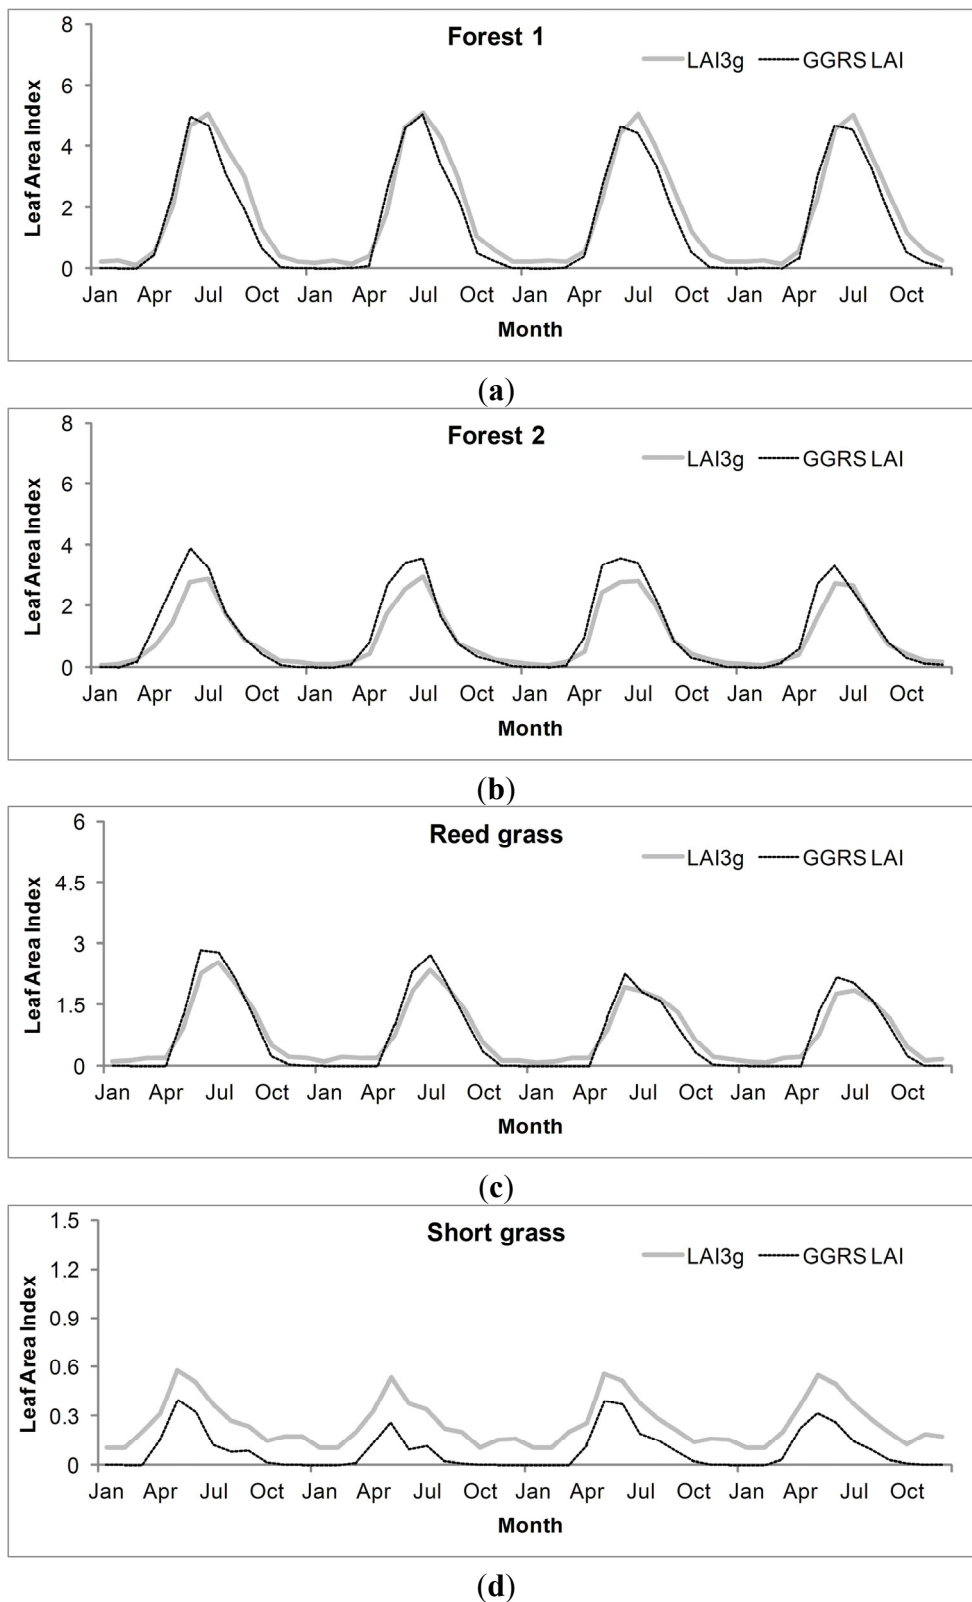 Forest 1
LAI3g GGRS LAI
Leaf Area Index
8
6
4
2
0
Jan Apr Jul Oct Jan Apr Jul Oct Jan Apr Jul Oct Jan Apr Jul Oct
Month
(a)
Forest 2
LAI3g GGRS LAI
Leaf Area Index
8
6
4
2
0
Jan Apr Jul Oct Jan Apr Jul Oct Jan Apr Jul Oct Jan Apr Jul Oct
Month
(b)
Reed grass
LAI3g GGRS LAI
Leaf Area Index
6
4.5
3
1.5
0
Jan Apr Jul Oct Jan Apr Jul Oct Jan Apr Jul Oct Jan Apr Jul Oct
Month
(c)
Short grass
LAI3g GGRS LAI
Leaf Area Index
1.5
1.2
0.9
0.6
0.3
0
Jan Apr Jul Oct Jan Apr Jul Oct Jan Apr Jul Oct Jan Apr Jul Oct
Month
(d)